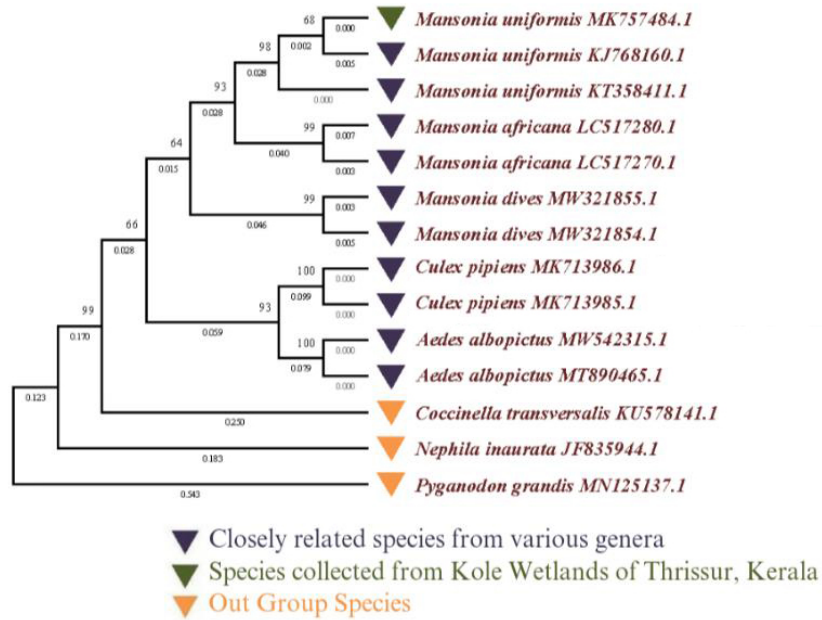 68
0.000
Mansonia uniformis MK757484.1
98
0.002
Mansonia uniformis KJ768160.1
0.005
93
0.028
Mansonia uniformis KT358411.1
0.000
64
0.028
99
0.007
Mansonia africana LC517280.1
0.040
Mansonia africana LC517270.1
0.003
66
0.015
99
0.003
Mansonia dives MW321855.1
0.046
Mansonia dives MW321854.1
0.005
99
0.028
100
0.000
Culex pipiens MK713986.1
93
0.099
Culex pipiens MK713985.1
0.000
0.059
100
0.000
Aedes albopictus MW542315.1
0.079
Aedes albopictus MT890465.1
0.000
0.170
0.123
Coccinella transversalis KU578141.1
0.250
Nephila inaurata JF835944.1
0.183
Pyganodon grandis MN125137.1
0.543
Closely related species from various genera
Species collected from Kole Wetlands of Thrissur, Kerala
Out Group Species